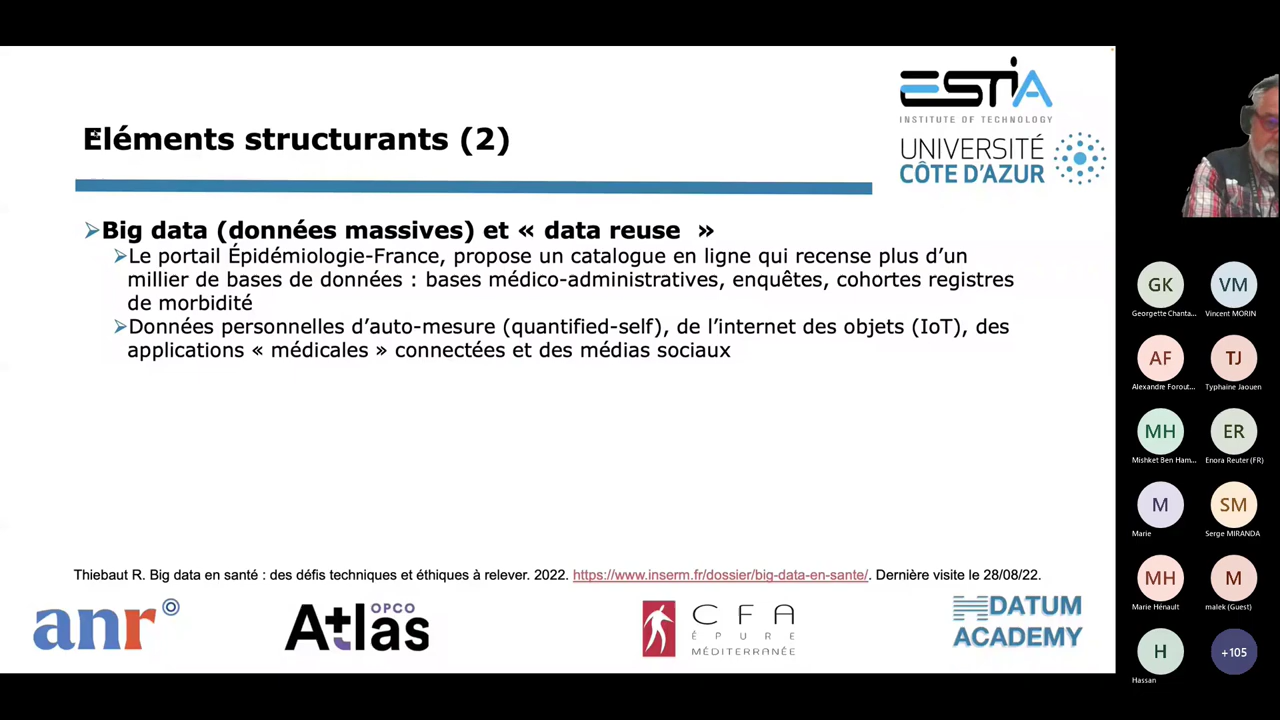 ESTIA
INSTITUTE OF TECHNOLOGY
UNIVERSITÉ
CÔTE D'AZUR
Eléments structurants (2)
Big data (données massives) et « data reuse  »
Le portail Épidémiologie-France, propose un catalogue en ligne qui recense plus d’un
millier de bases de données : bases médico-administratives, enquêtes, cohortes registres
de morbidité
Données personnelles d’auto-mesure (quantified-self), de l’internet des objets (IoT), des
applications « médicales » connectées et des médias sociaux
Thiebaut R. Big data en santé : des défis techniques et éthiques à relever. 2022. https://www.inserm.fr/dossier/big-data-en-sante/. Dernière visite le 28/08/22.
anr
OPCO
Atlas
CFA
ÉPURE
MÉDITERRANÉE
DATUM
ACADEMY
GK
Georgette Chanta...
VM
Vincent MORIN
AF
Alexandre Forout...
TJ
Typhaine Jaouen
MH
Mishket Ben Ham...
ER
Enora Reuter (FR)
M
Marie
SM
Serge MIRANDA
MH
Marie Hénault
M
malek (Guest)
H
Hassan
+105